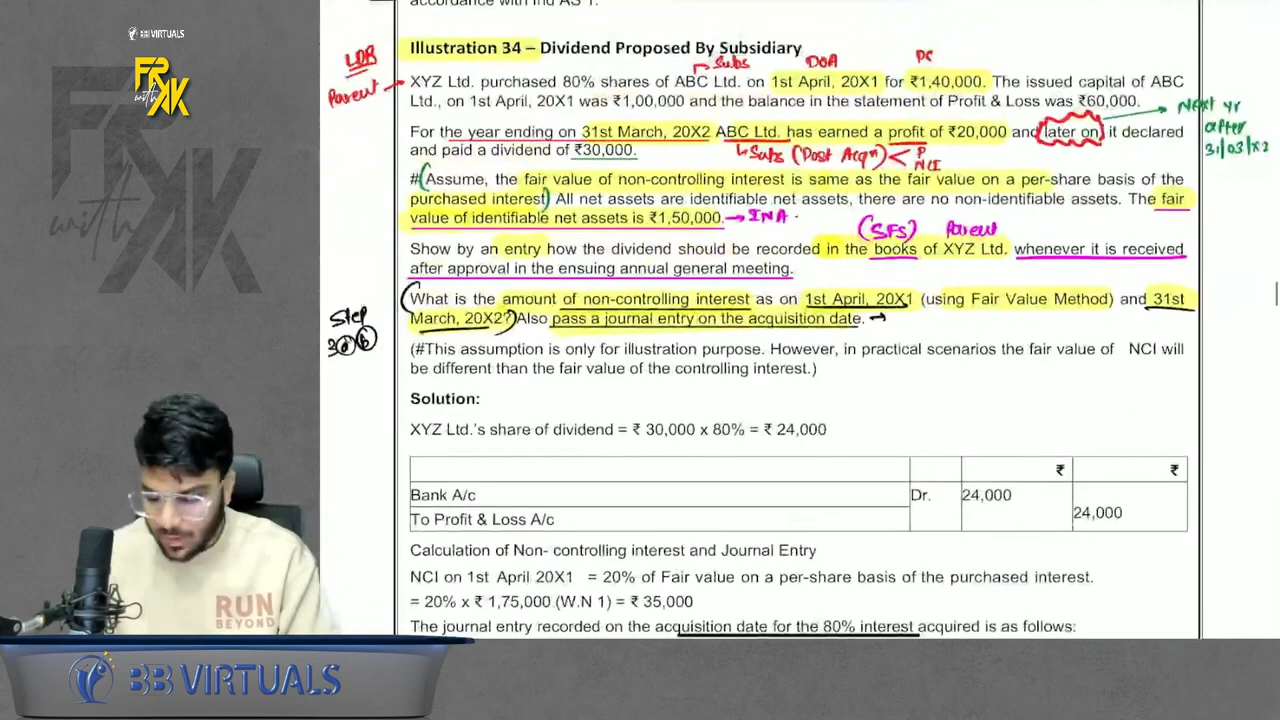 accordance with Ind AS 1.
BB VIRTUALS
FR
with
AK
FR
with
AK
LDR
Parent
Subs
DOA
PC
Illustration 34 – Dividend Proposed By Subsidiary
XYZ Ltd. purchased 80% shares of ABC Ltd. on 1st April, 20X1 for ₹1,40,000. The issued capital of ABC
Ltd., on 1st April, 20X1 was ₹1,00,000 and the balance in the statement of Profit & Loss was ₹60,000.
Next yr
after
31/03/X2
For the year ending on 31st March, 20X2 ABC Ltd. has earned a profit of ₹20,000 and later on, it declared
and paid a dividend of ₹30,000.
Subs (Post Acqn) < P
NCI
#(Assume, the fair value of non-controlling interest is same as the fair value on a per-share basis of the
purchased interest) All net assets are identifiable net assets, there are no non-identifiable assets. The fair
value of identifiable net assets is ₹1,50,000. → INA
(SFS) Parent
Show by an entry how the dividend should be recorded in the books of XYZ Ltd. whenever it is received
after approval in the ensuing annual general meeting.
Step
3 a b
(What is the amount of non-controlling interest as on 1st April, 20X1 (using Fair Value Method) and 31st
March, 20X2?) Also pass a journal entry on the acquisition date. →
(#This assumption is only for illustration purpose. However, in practical scenarios the fair value of NCI will
be different than the fair value of the controlling interest.)
Solution:
XYZ Ltd.'s share of dividend = ₹ 30,000 x 80% = ₹ 24,000
₹ ₹
Bank A/c Dr. 24,000
To Profit & Loss A/c 24,000
Calculation of Non- controlling interest and Journal Entry
NCI on 1st April 20X1 = 20% of Fair value on a per-share basis of the purchased interest.
= 20% x ₹ 1,75,000 (W.N 1) = ₹ 35,000
The journal entry recorded on the acquisition date for the 80% interest acquired is as follows:
RUN
BEYOND
BB VIRTUALS